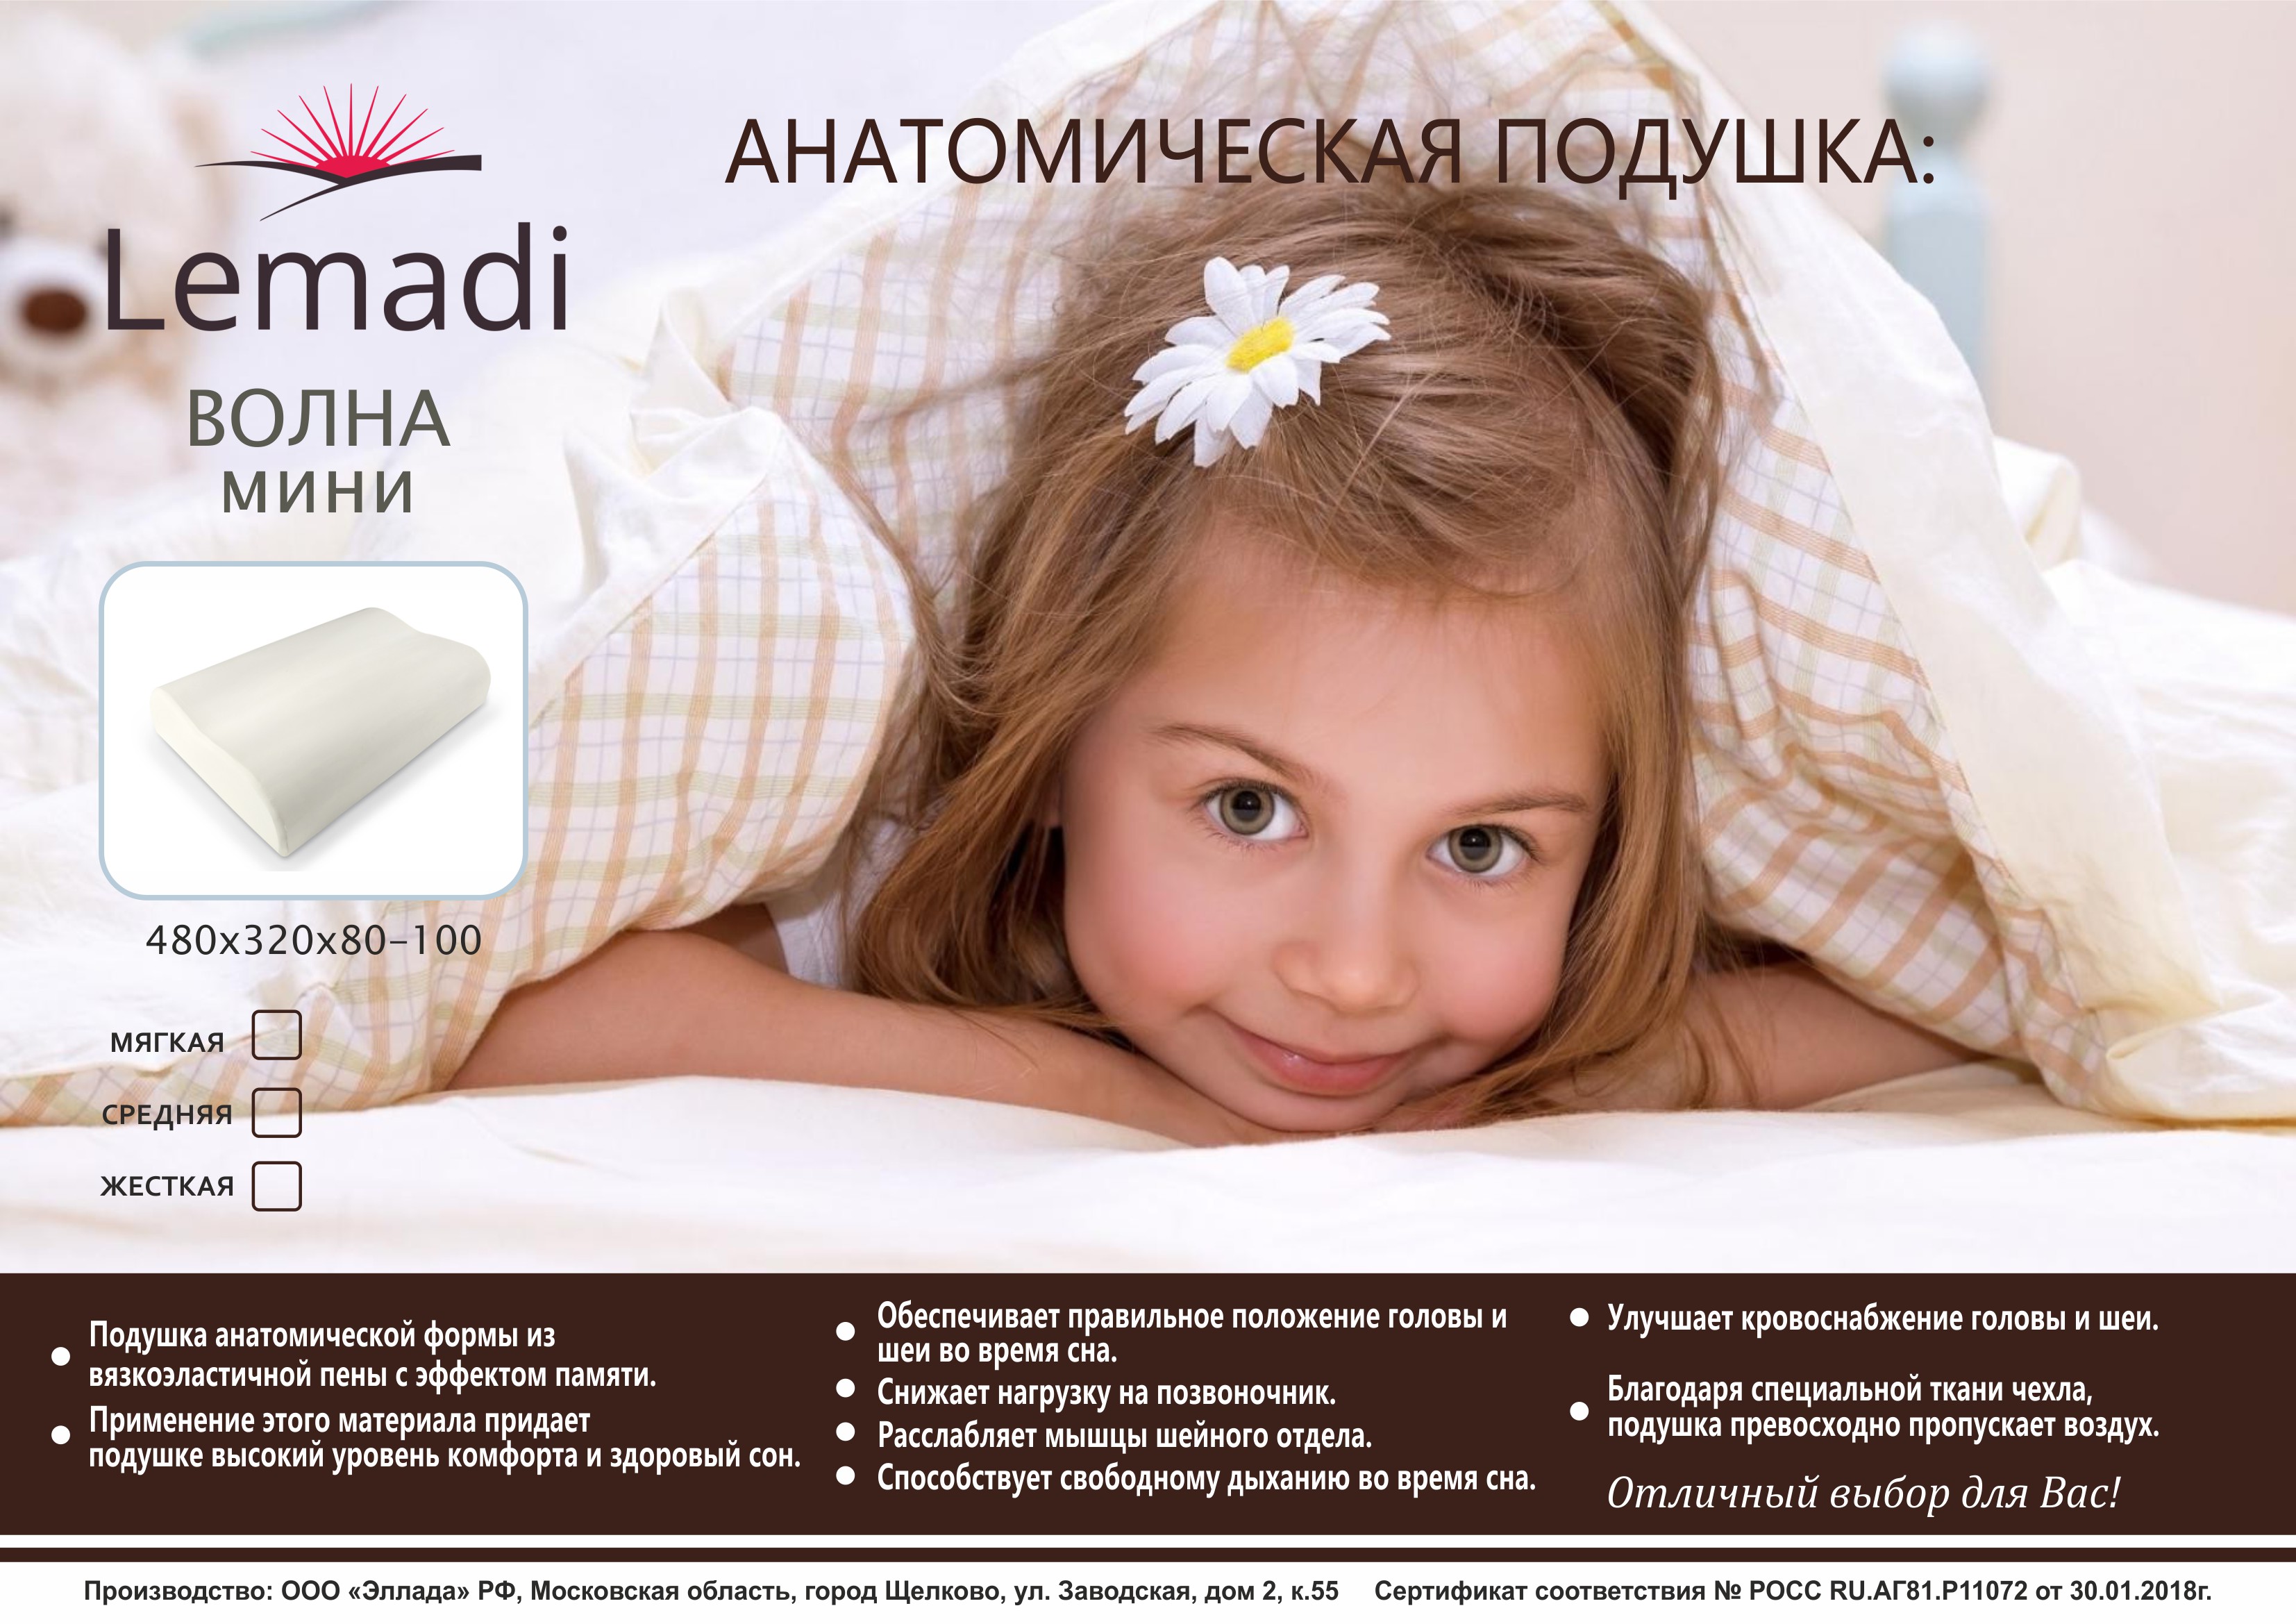 АНАТОМИЧЕСКАЯ ПОДУШКА:
Lemadi
ВОЛНА
МИНИ
480х320х80-100
МЯГКАЯ
СРЕДНЯЯ
ЖЕСТКАЯ
Подушка анатомической формы из
вязкоэластичной пены с эффектом памяти.
Применение этого материала придает
подушке высокий уровень комфорта и здоровый сон.
Обеспечивает правильное положение головы и
шеи во время сна.
Снижает нагрузку на позвоночник.
Расслабляет мышцы шейного отдела.
Способствует свободному дыханию во время сна.
Улучшает кровоснабжение головы и шеи.
Благодаря специальной ткани чехла,
подушка превосходно пропускает воздух.
Отличный выбор для Вас!
Производство: ООО «Эллада» РФ, Московская область, город Щелково, ул. Заводская, дом 2, к.55 Сертификат соответствия № РОСС RU.АГ81.Р11072 от 30.01.2018г.